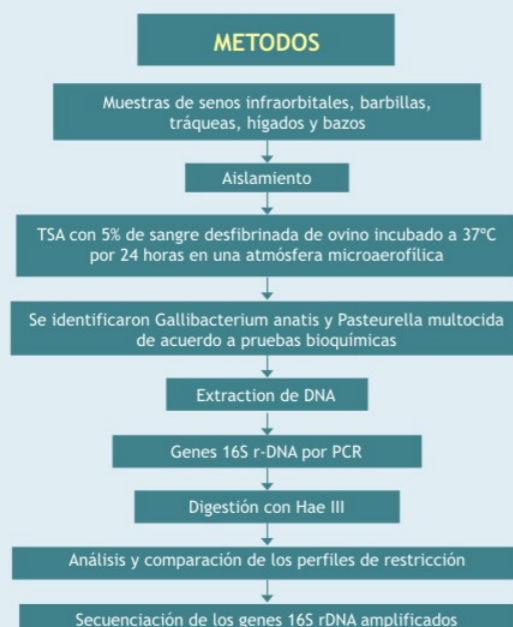 METODOS
Muestras de senos infraorbitales, barbillas,
tráqueas, hígados y bazos
Aislamiento
TSA con 5% de sangre desfibrinada de ovino incubado a 37ºC
por 24 horas en una atmósfera microaerofílica
Se identificaron Gallibacterium anatis y Pasteurella multocida
de acuerdo a pruebas bioquímicas
Extraction de DNA
Genes 16S r-DNA por PCR
Digestión con Hae III
Análisis y comparación de los perfiles de restricción
Secuenciación de los genes 16S rDNA amplificados